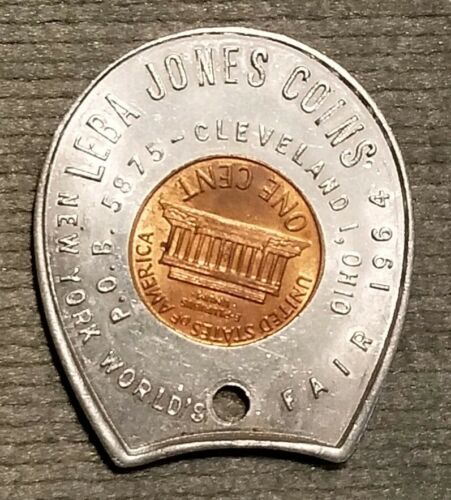 LEBA JONES COINS
P.O.B. 5875 - CLEVELAND 1, OHIO
NEW YORK WORLD'S FAIR 1964
ONE CENT
E·PLURIBUS
UNUM
UNITED STATES OF AMERICA